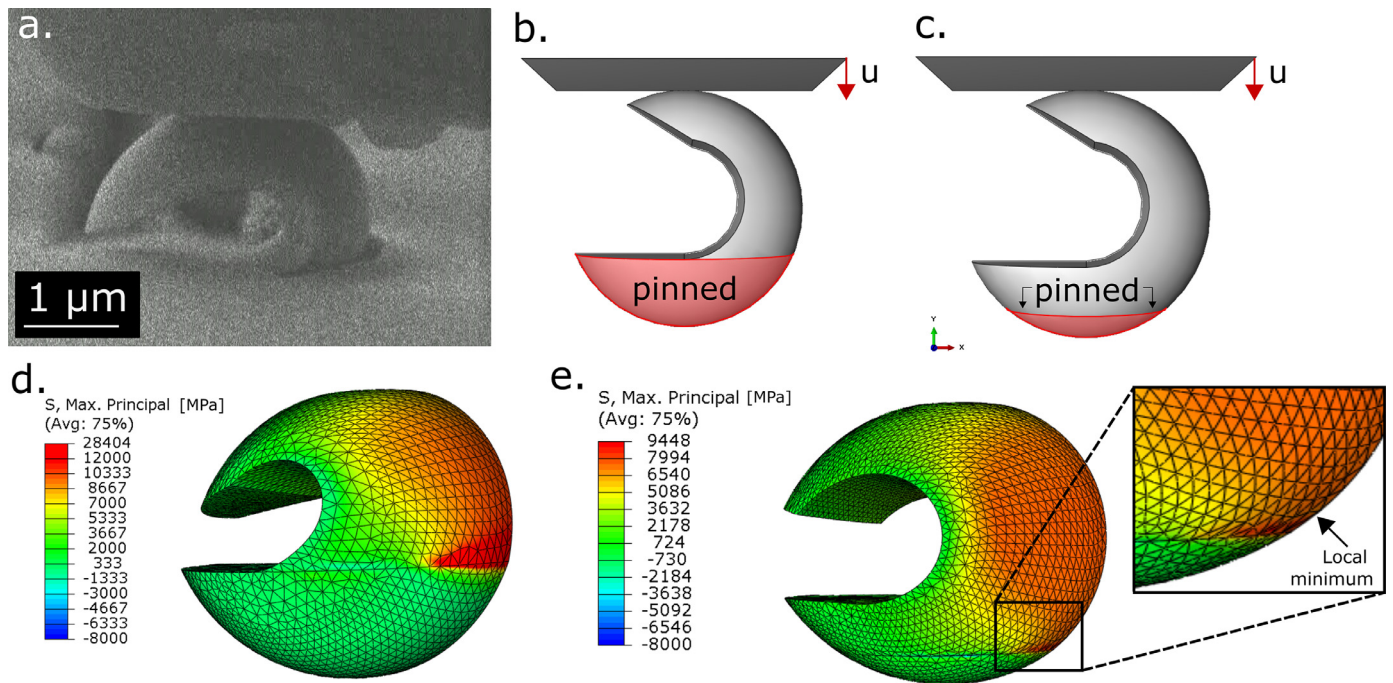 a.
1 µm
b.
u
pinned
c.
u
pinned
Y
X
d.
S, Max. Principal [MPa]
(Avg: 75%)
28404
12000
10333
8667
7000
5333
3667
2000
333
-1333
-3000
-4667
-6333
-8000
e.
S, Max. Principal [MPa]
(Avg: 75%)
9448
7994
6540
5086
3632
2178
724
-730
-2184
-3638
-5092
-6546
-8000
Local
minimum